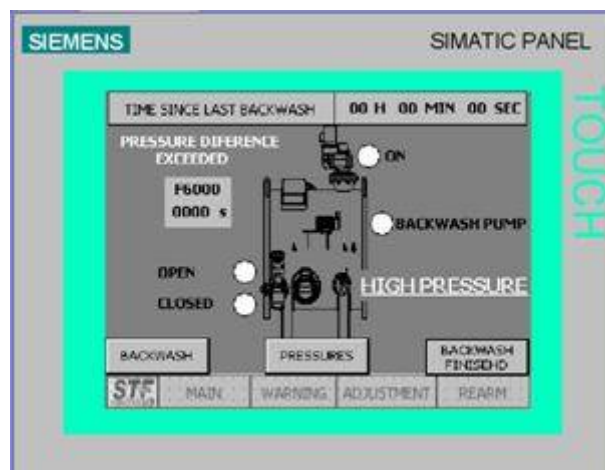 SIEMENS
SIMATIC PANEL
TOUCH
TIME SINCE LAST BACKWASH
00 H 00 MIN 00 SEC
PRESSURE DIFERENCE
EXCEEDED
ON
F6000
0000 s
BACKWASH PUMP
OPEN
CLOSED
HIGH PRESSURE
BACKWASH
PRESSURES
BACKWASH
FINISEHD
STF
MAIN
WARNING
ADJUSTMENT
REARM